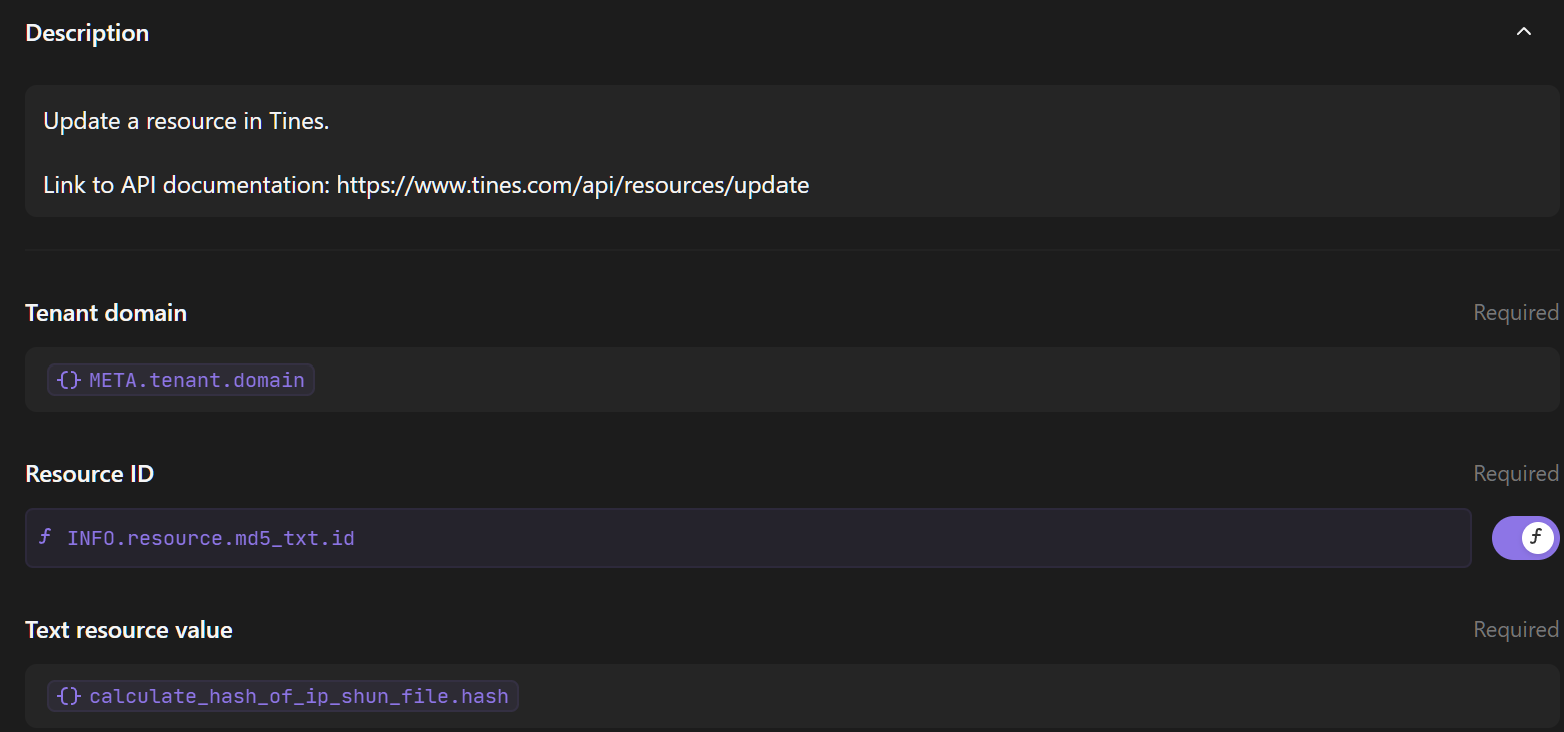 Description
Update a resource in Tines.
Link to API documentation: https://www.tines.com/api/resources/update
Tenant domain
Required
{} META.tenant.domain
Resource ID
Required
f INFO.resource.md5_txt.id
f
Text resource value
Required
{} calculate_hash_of_ip_shun_file.hash